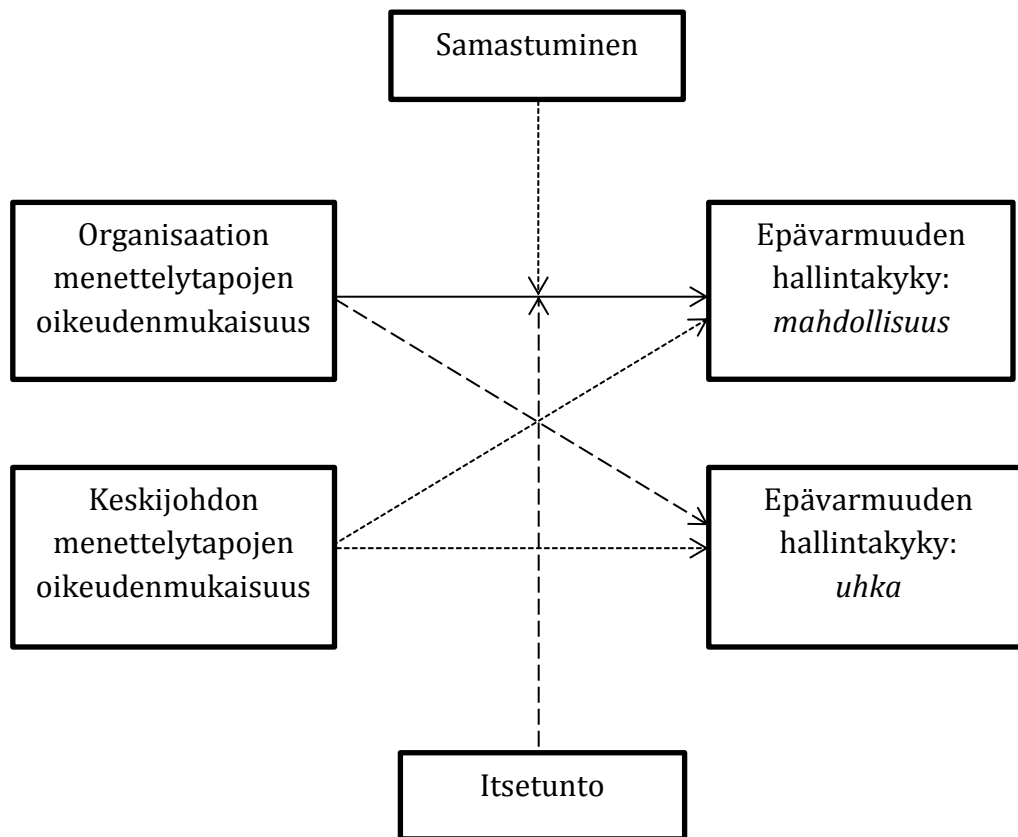 Samastuminen
Organisaation
menettelytapojen
oikeudenmukaisuus
Epävarmuuden
hallintakyky:
mahdollisuus
Keskijohdon
menettelytapojen
oikeudenmukaisuus
Epävarmuuden
hallintakyky:
uhka
Itsetunto